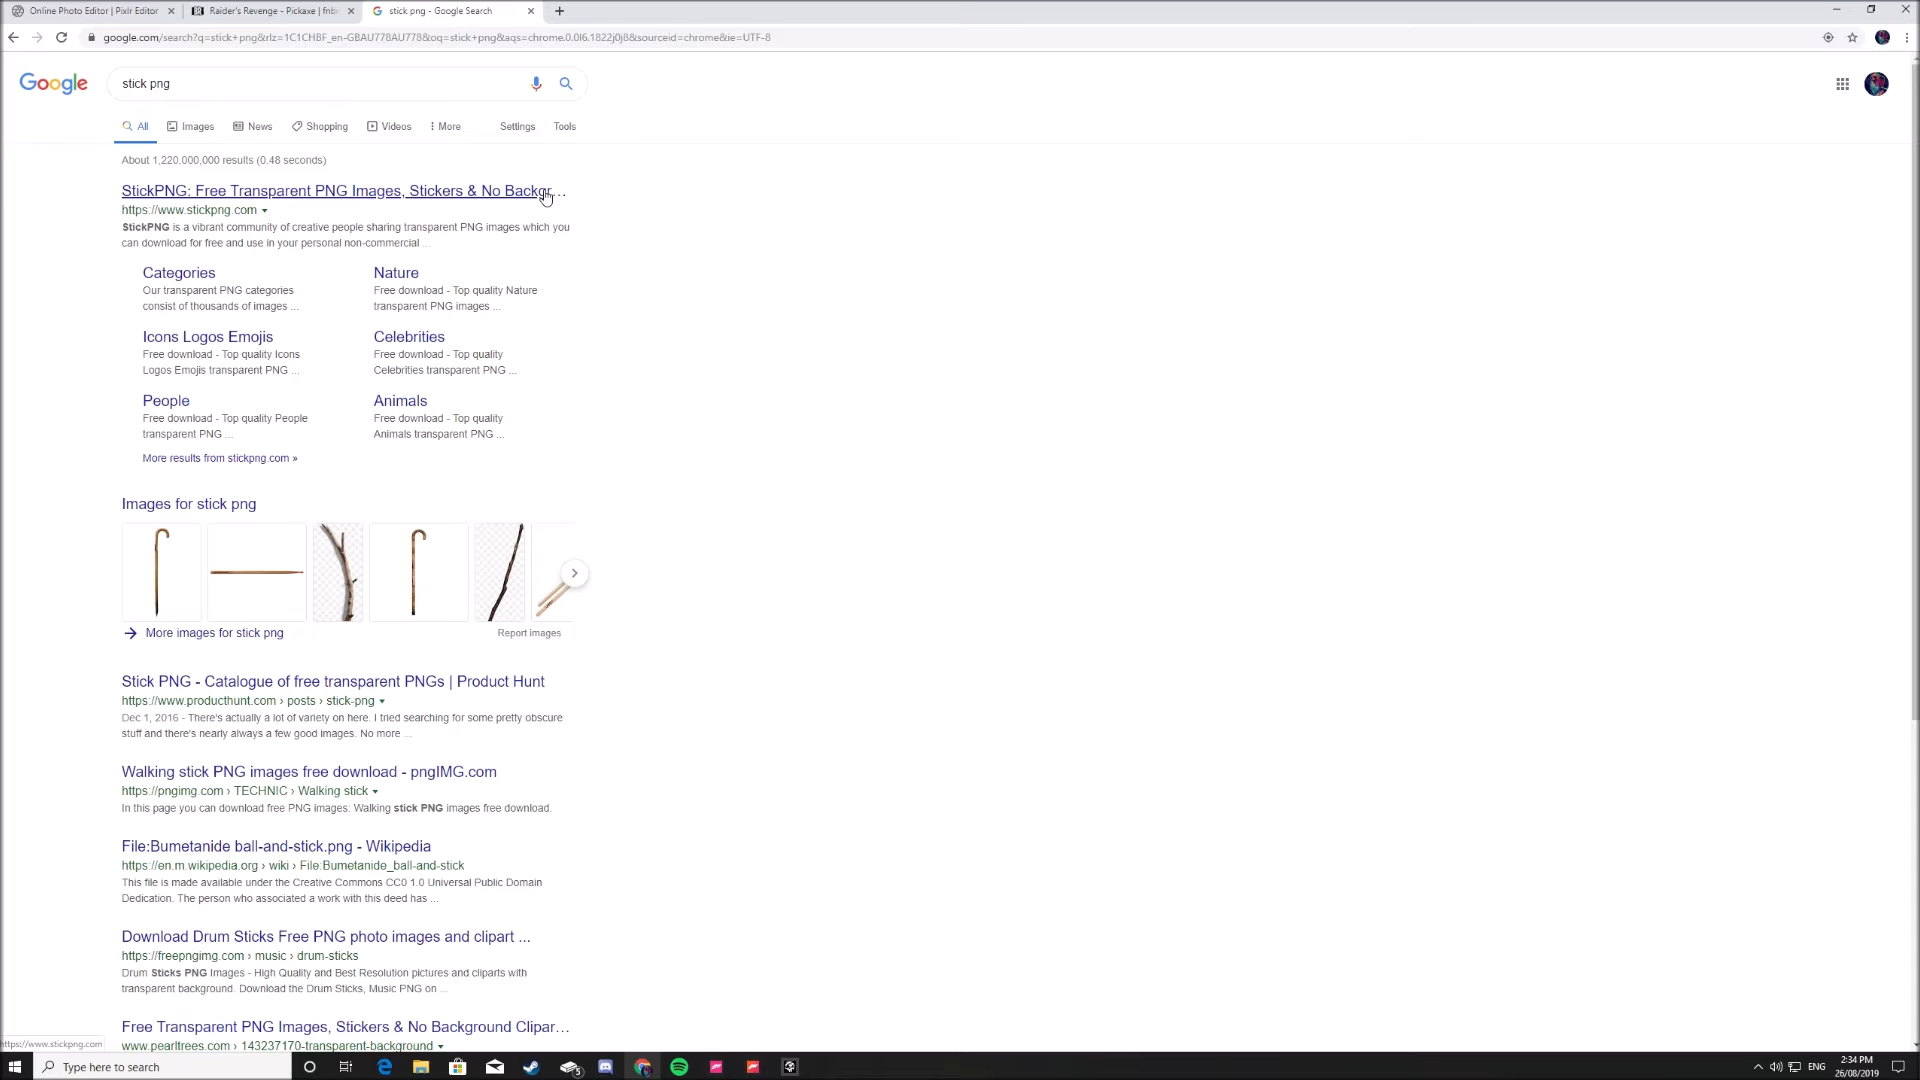 Online Photo Editor | Pixlr Editor
Raider's Revenge - Pickaxe | fnbr
stick png - Google Search
google.com/search?q=stick+png&rlz=1C1CHBF_en-GBAU778AU778&oq=stick+png&aqs=chrome.0.0l6.1822j0j8&sourceid=chrome&ie=UTF-8
Google
stick png
All
Images
News
Shopping
Videos
More
Settings
Tools
About 1,220,000,000 results (0.48 seconds)
StickPNG: Free Transparent PNG Images, Stickers & No Backgr...
https://www.stickpng.com
StickPNG is a vibrant community of creative people sharing transparent PNG images which you
can download for free and use in your personal non-commercial ...
Categories
Our transparent PNG categories
consist of thousands of images ...
Nature
Free download - Top quality Nature
transparent PNG images ...
Icons Logos Emojis
Free download - Top quality Icons
Logos Emojis transparent PNG ...
Celebrities
Free download - Top quality
Celebrities transparent PNG ...
People
Free download - Top quality People
transparent PNG ...
Animals
Free download - Top quality
Animals transparent PNG ...
More results from stickpng.com »
Images for stick png
More images for stick png
Report images
Stick PNG - Catalogue of free transparent PNGs | Product Hunt
https://www.producthunt.com › posts › stick-png
Dec 1, 2016 - There's actually a lot of variety on here. I tried searching for some pretty obscure
stuff and there's nearly always a few good images. No more ...
Walking stick PNG images free download - pngIMG.com
https://pngimg.com › TECHNIC › Walking stick
In this page you can download free PNG images: Walking stick PNG images free download.
File:Bumetanide ball-and-stick.png - Wikipedia
https://en.m.wikipedia.org › wiki › File:Bumetanide_ball-and-stick
This file is made available under the Creative Commons CC0 1.0 Universal Public Domain
Dedication. The person who associated a work with this deed has ...
Download Drum Sticks Free PNG photo images and clipart ...
https://freepngimg.com › music › drum-sticks
Drum Sticks PNG Images - High Quality and Best Resolution pictures and cliparts with
transparent background. Download the Drum Sticks, Music PNG on ...
Free Transparent PNG Images, Stickers & No Background Clipar...
www.pearltrees.com › 143237170-transparent-background
https://www.stickpng.com
Type here to search
5
ENG
2:34 PM
26/08/2019